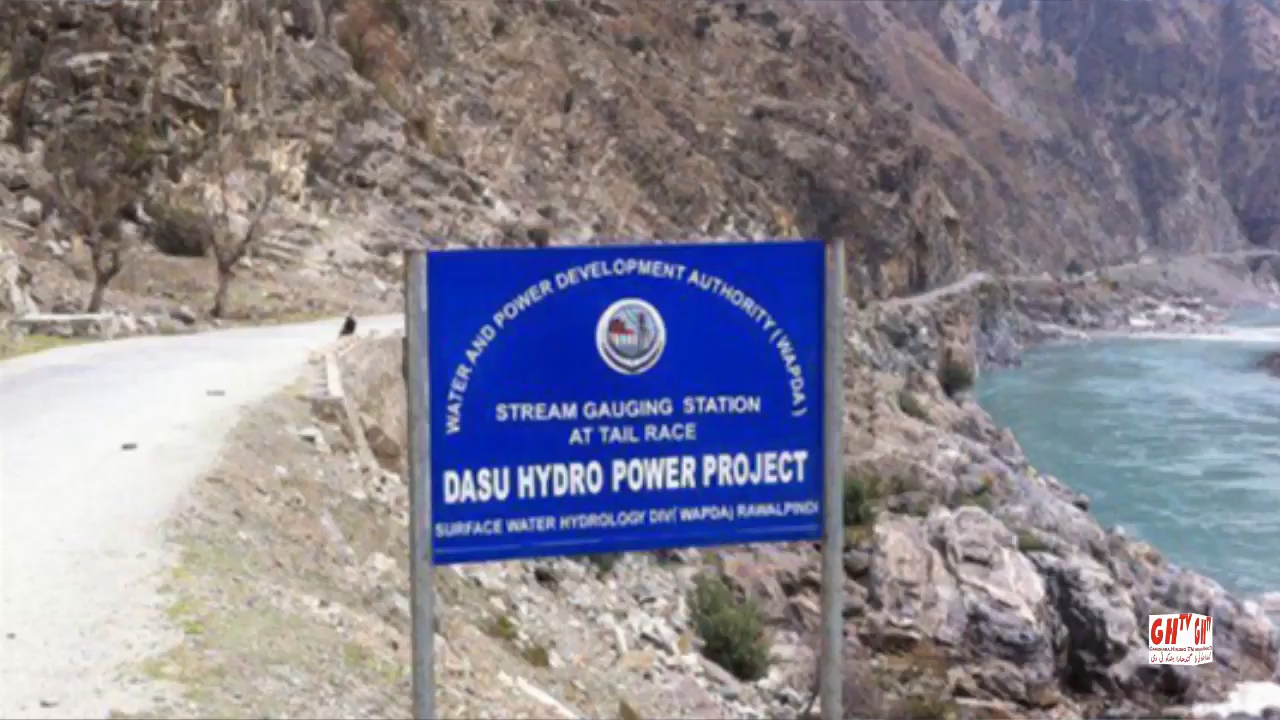 WATER AND POWER DEVELOPMENT AUTHORITY (WAPDA)
STREAM GAUGING STATION
AT TAIL RACE
DASU HYDRO POWER PROJECT
SURFACE WATER HYDROLOGY DIV(WAPDA) RAWALPINDI
GHTV GHTV